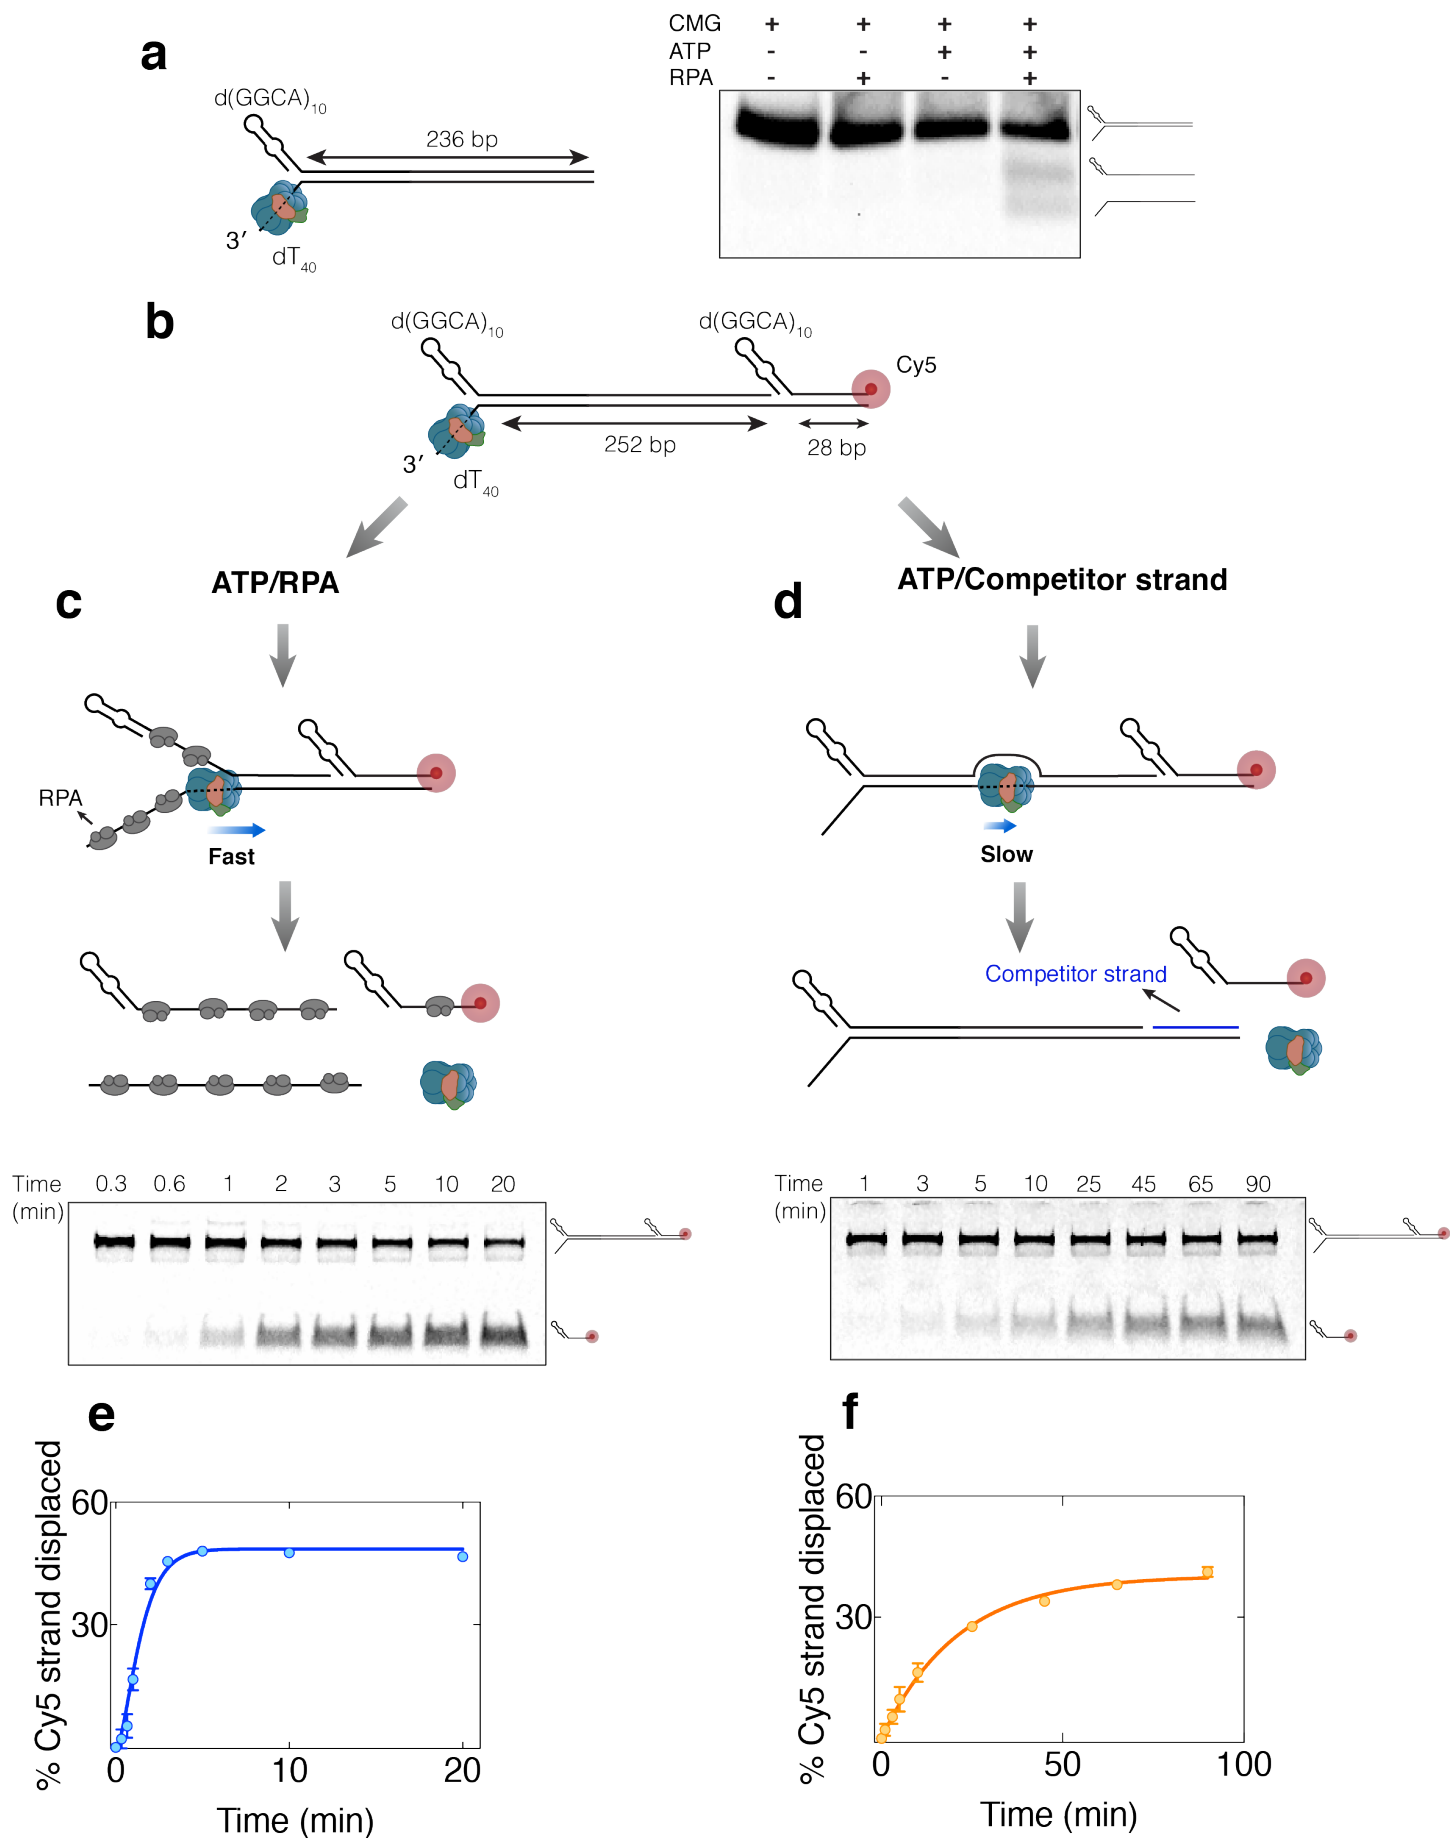 a
CMG + + + +
ATP - - + +
RPA - + - +
d(GGCA)10
236 bp
3′
dT40
b
d(GGCA)10 d(GGCA)10
Cy5
252 bp 28 bp
3′
dT40
ATP/RPA
ATP/Competitor strand
c
d
RPA
Fast
Slow
Competitor strand
Time (min) 0.3 0.6 1 2 3 5 10 20
Time (min) 1 3 5 10 25 45 65 90
e
% Cy5 strand displaced
60
30
0 10 20
Time (min)
f
% Cy5 strand displaced
60
30
0 50 100
Time (min)